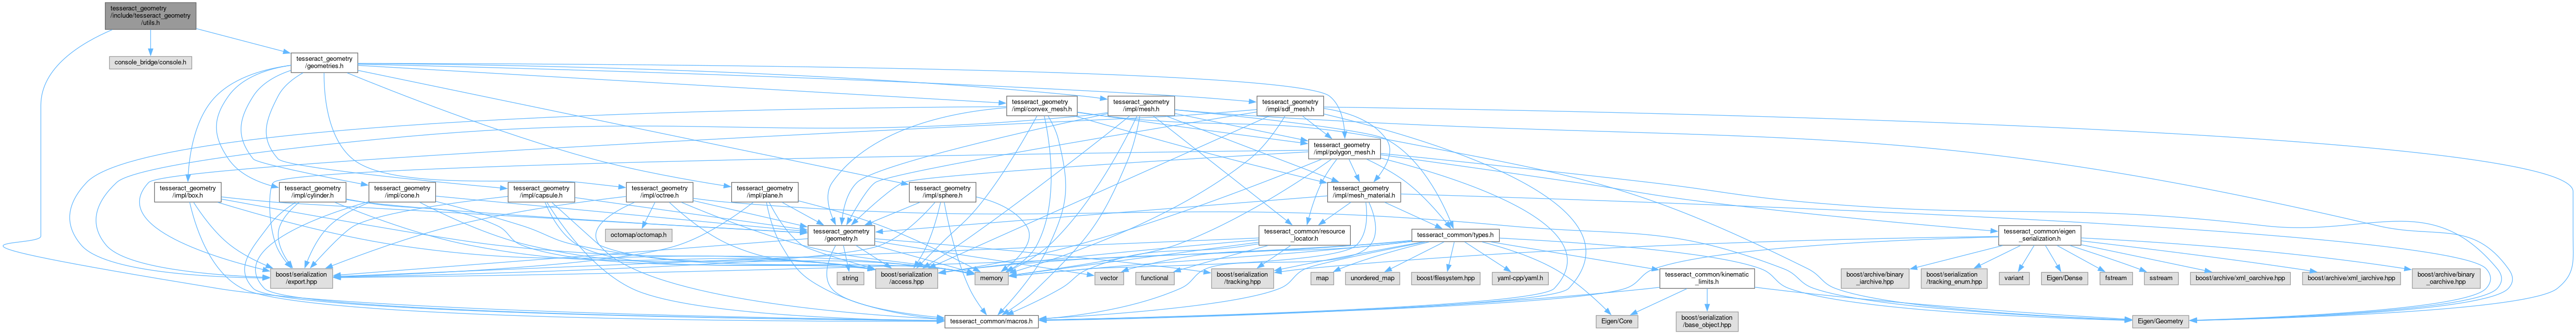 tesseract_geometry
/include/tesseract_geometry
/utils.h
console_bridge/console.h
tesseract_geometry
/geometries.h
tesseract_geometry
/impl/convex_mesh.h
tesseract_geometry
/impl/mesh.h
tesseract_geometry
/impl/sdf_mesh.h
tesseract_geometry
/impl/polygon_mesh.h
tesseract_geometry
/impl/box.h
tesseract_geometry
/impl/cylinder.h
tesseract_geometry
/impl/cone.h
tesseract_geometry
/impl/capsule.h
tesseract_geometry
/impl/octree.h
tesseract_geometry
/impl/plane.h
tesseract_geometry
/impl/sphere.h
tesseract_geometry
/impl/mesh_material.h
octomap/octomap.h
tesseract_geometry
/geometry.h
tesseract_common/resource
_locator.h
tesseract_common/types.h
tesseract_common/eigen
_serialization.h
boost/serialization
/export.hpp
string
boost/serialization
/access.hpp
memory
vector
functional
boost/serialization
/tracking.hpp
map
unordered_map
boost/filesystem.hpp
yaml-cpp/yaml.h
tesseract_common/kinematic
_limits.h
boost/archive/binary
_iarchive.hpp
boost/serialization
/tracking_enum.hpp
variant
Eigen/Dense
fstream
sstream
boost/archive/xml_oarchive.hpp
boost/archive/xml_iarchive.hpp
boost/archive/binary
_oarchive.hpp
tesseract_common/macros.h
Eigen/Core
boost/serialization
/base_object.hpp
Eigen/Geometry